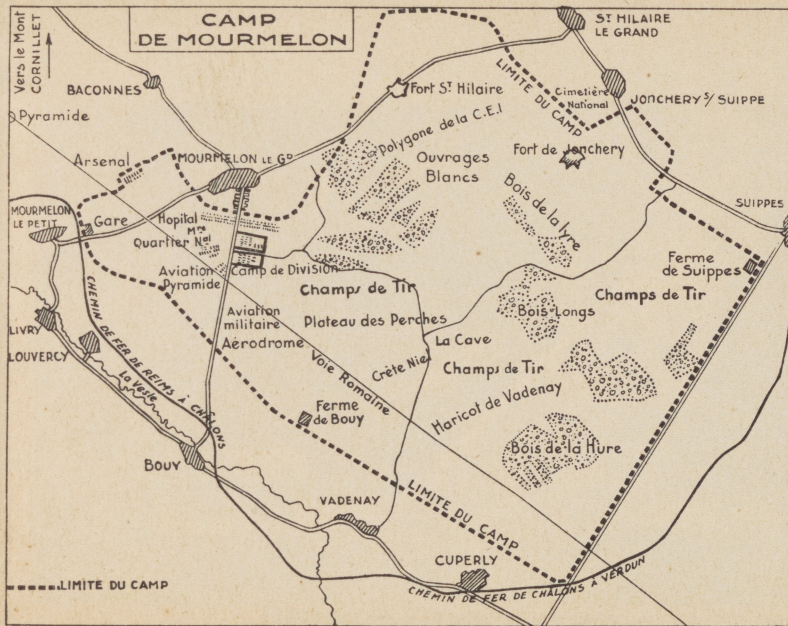 CAMP
DE MOURMELON
Vers le Mont
CORNILLET
ST HILAIRE
LE GRAND
BACONNES
Fort ST Hilaire
LIMITE DU CAMP
Cimetière
National
JONCHERY S/ SUIPPE
Pyramide
Arsenal
MOURMELON LE GD
Polygone de la C.E.I
Ouvrages
Blancs
Fort de Jonchery
Bois de la Lyre
SUIPPES
MOURMELON
LE PETIT
Gare
Hopital
Mre
Quartier Nal
Aviation
Pyramide
Camp de Division
Ferme
de Suippes
Champs de Tir
Champs de Tir
Aviation
militaire
Aérodrome
Plateau des Perches
Bois-Longs
CHEMIN DE FER DE REIMS À CHÂLONS
LIVRY
LOUVERCY
La Vesle
Voie Romaine
La Cave
Crête Niel
Champs de Tir
Haricot de Vadenay
Ferme
de Bouy
Bois de la Hure
BOUY
VADENAY
LIMITE DU CAMP
CUPERLY
CHEMIN DE FER DE CHÂLONS À VERDUN
LIMITE DU CAMP